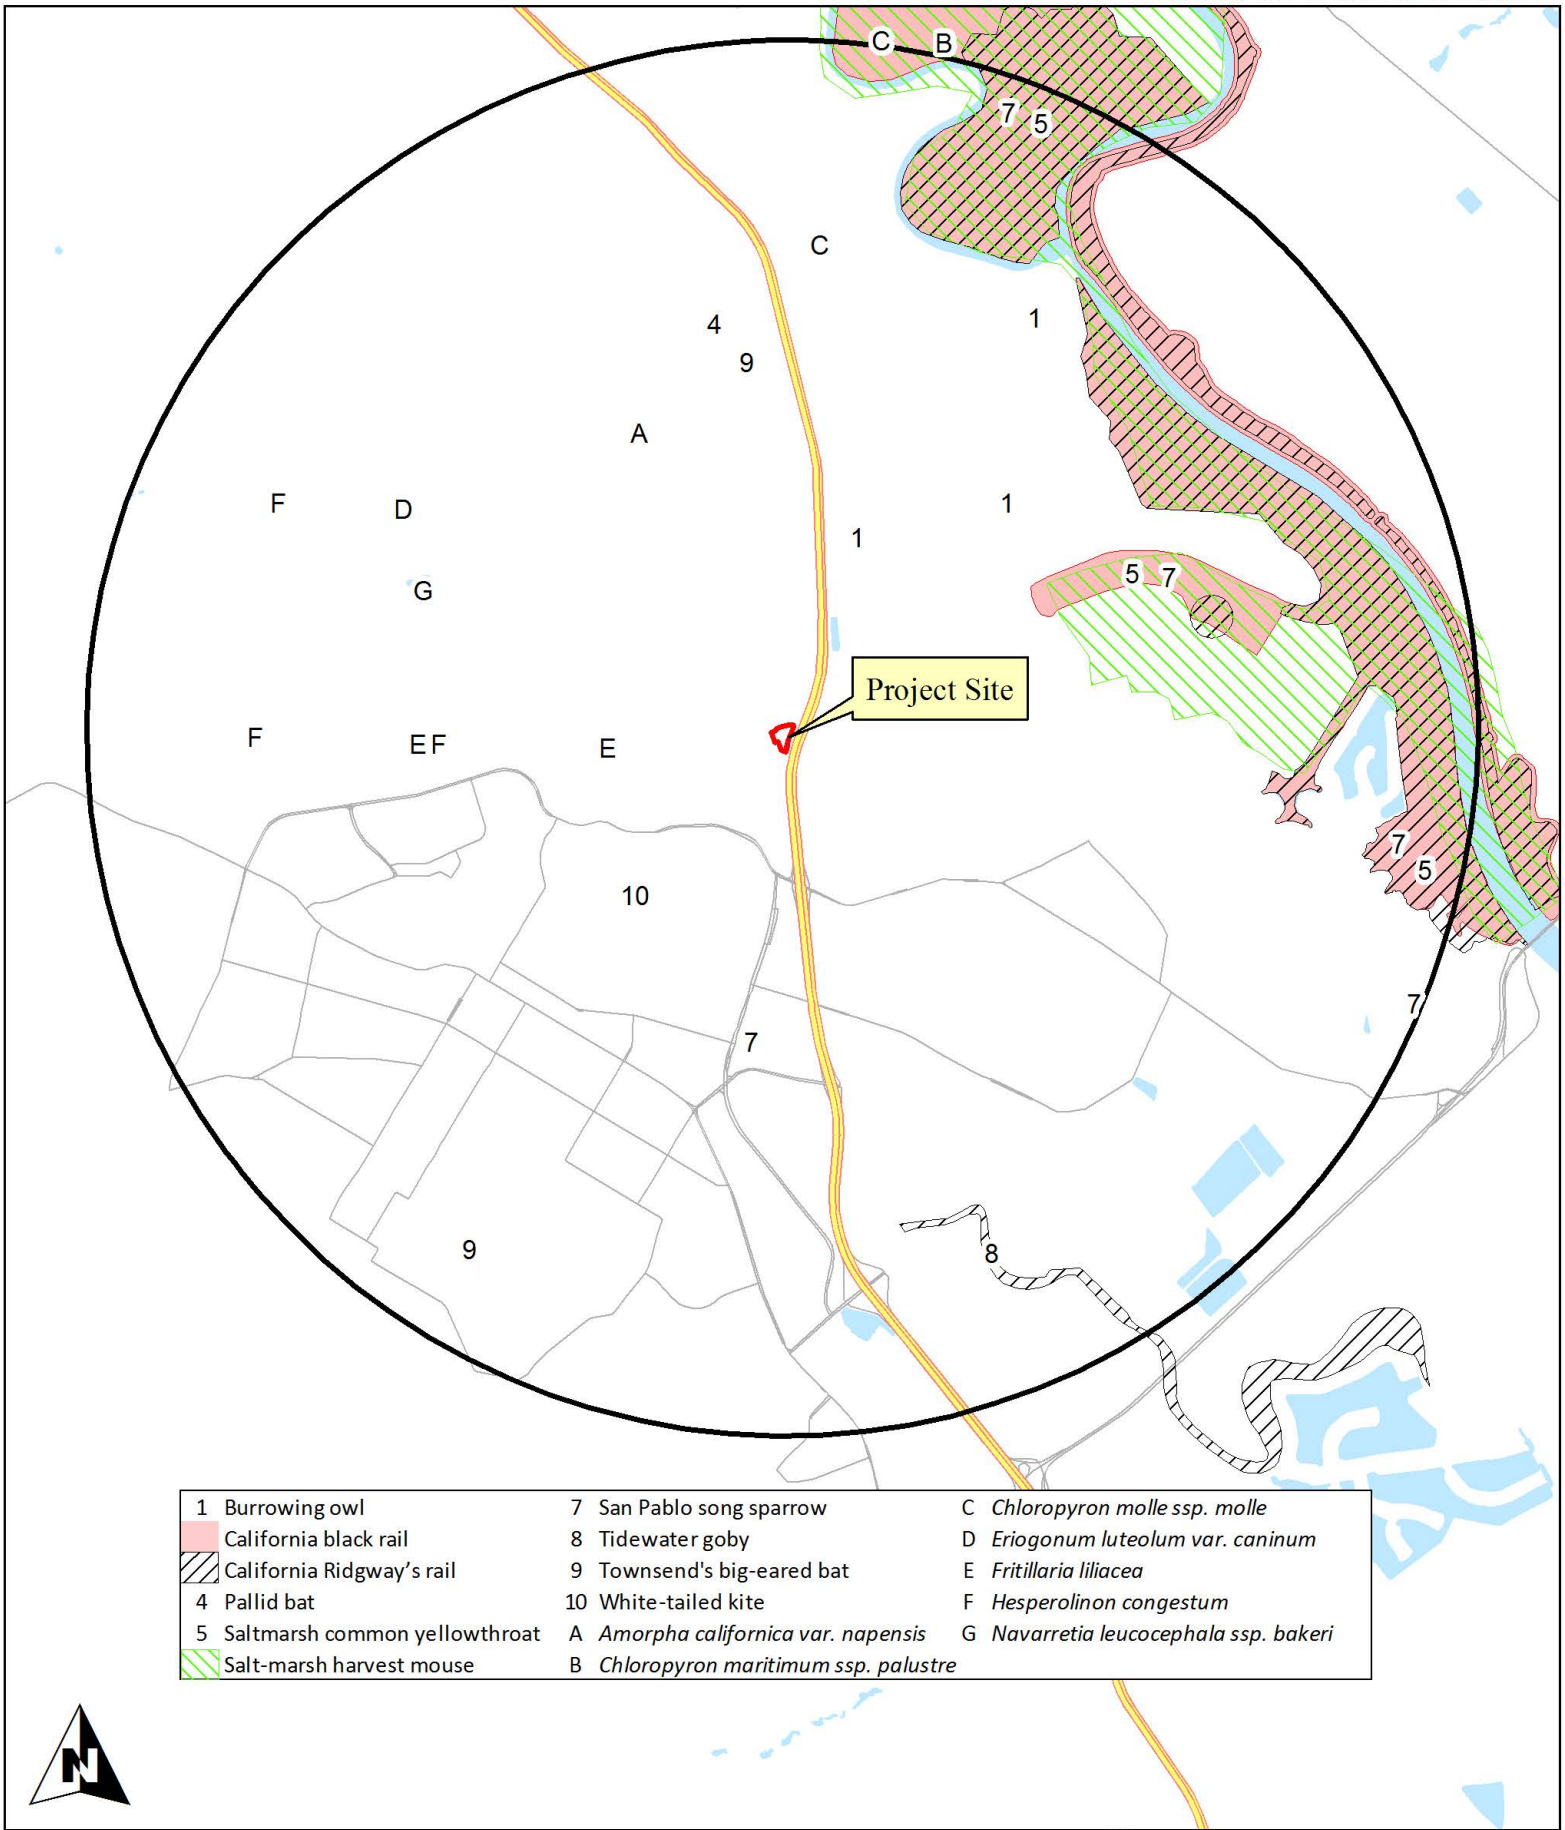 C B
7 5
C
1
4
9
A
F D 1
1
G
5 7
Project Site
F E F E
7
5
10
7
7
9
8
1 Burrowing owl
California black rail
California Ridgway’s rail
4 Pallid bat
5 Saltmarsh common yellowthroat
Salt-marsh harvest mouse
7 San Pablo song sparrow
8 Tidewater goby
9 Townsend's big-eared bat
10 White-tailed kite
A Amorpha californica var. napensis
B Chloropyron maritimum ssp. palustre
C Chloropyron molle ssp. molle
D Eriogonum luteolum var. caninum
E Fritillaria liliacea
F Hesperolinon congestum
G Navarretia leucocephala ssp. bakeri
N